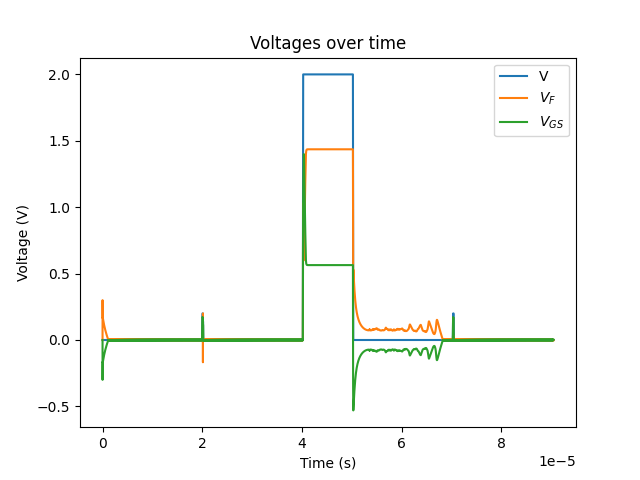 Voltages over time
V
V_F
V_GS
Voltage (V)
2.0
1.5
1.0
0.5
0.0
−0.5
0 2 4 6 8
1e−5
Time (s)